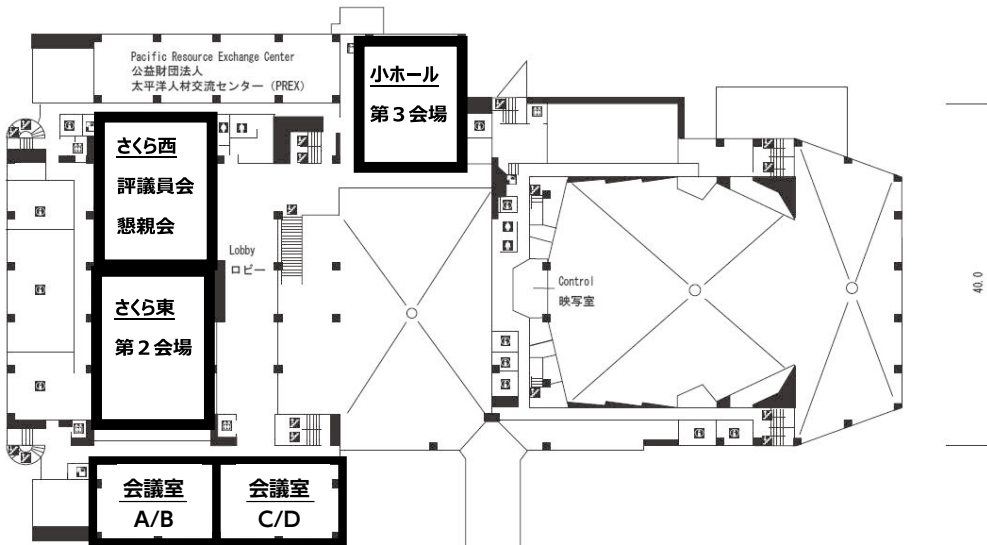 Pacific Resource Exchange Center
公益財団法人
太平洋人材交流センター (PREX)
小ホール
第３会場
さくら西
評議員会
懇親会
Lobby
ロビー
さくら東
第２会場
Control
映写室
40.0
会議室
A/B
会議室
C/D